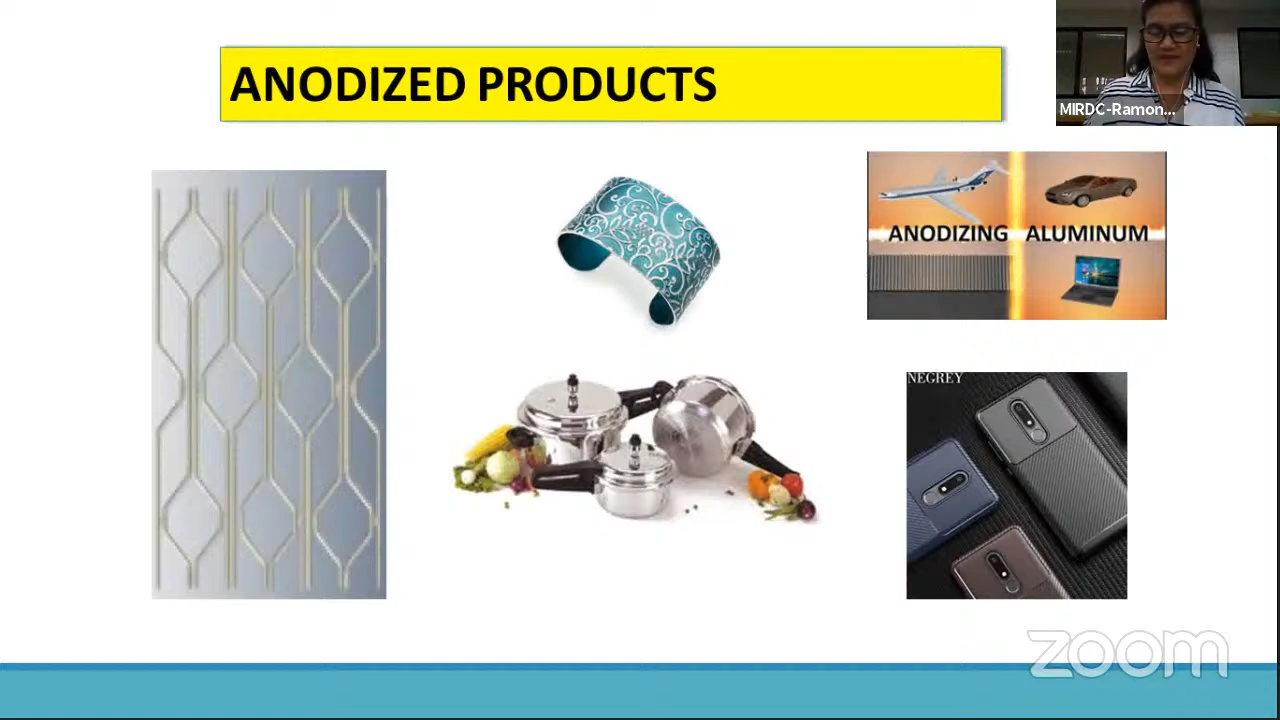 ANODIZED PRODUCTS
MIRDC-Ramon...
ANODIZING ALUMINUM
NEGREY
zoom